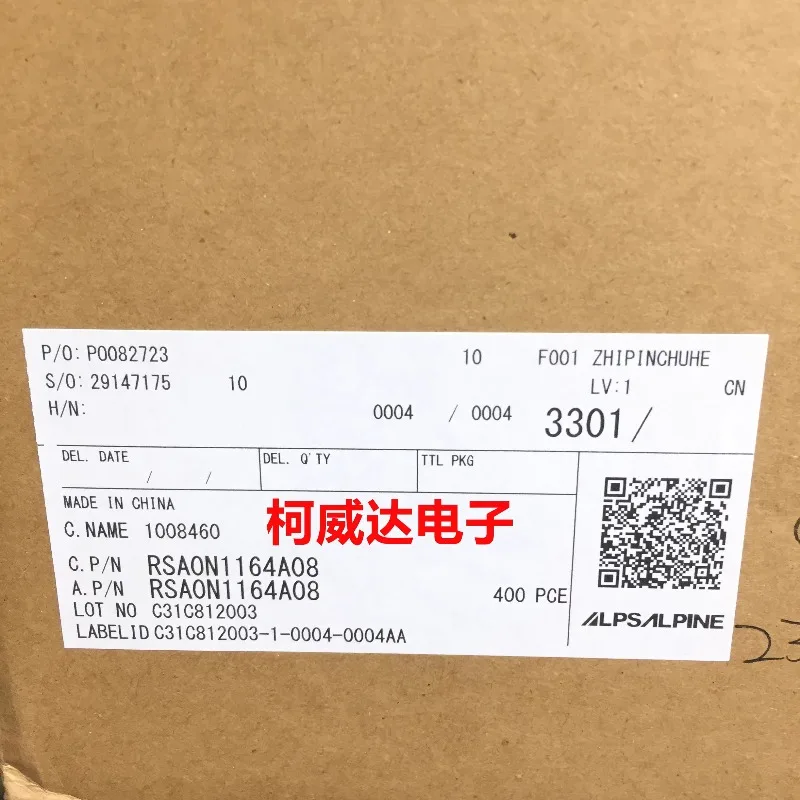 P/O: P0082723 10 F001 ZHIPINCHUHE
S/O: 29147175 10 LV:1 CN
H/N: 0004 / 0004 3301/
DEL. DATE DEL. Q'TY TTL PKG
/ /
MADE IN CHINA
C.NAME 1008460
柯威达电子
C.P/N RSAON1164A08
A.P/N RSAON1164A08 400 PCE
LOT NO C31C812003
LABELID C31C812003-1-0004-0004AA
ALPSALPINE